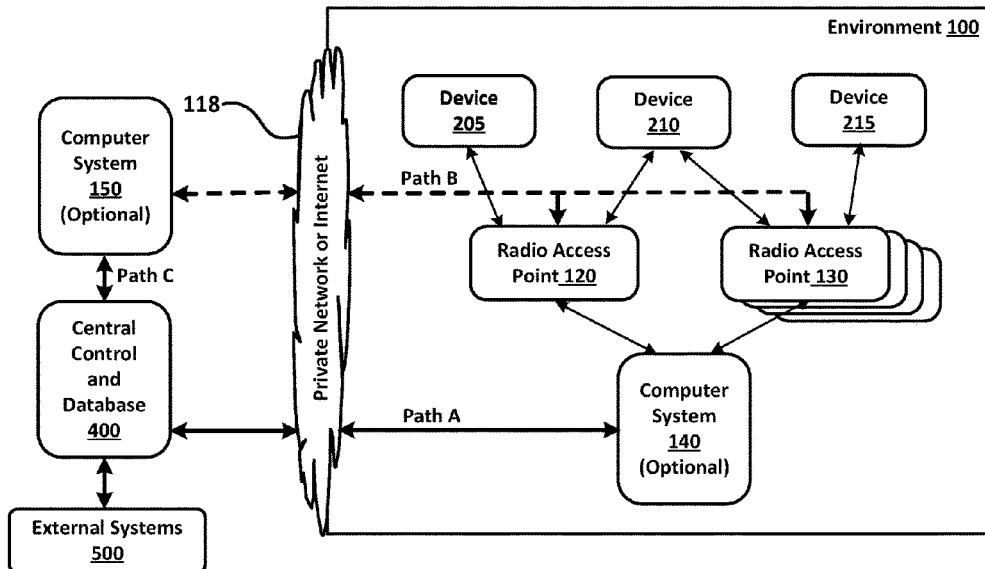 Environment 100
118
Device
205
Device
210
Device
215
Computer
System
150
(Optional)
Private Network or Internet
Path B
Radio Access
Point 120
Radio Access
Point 130
Path C
Central
Control
and
Database
400
Path A
Computer
System
140
(Optional)
External Systems
500